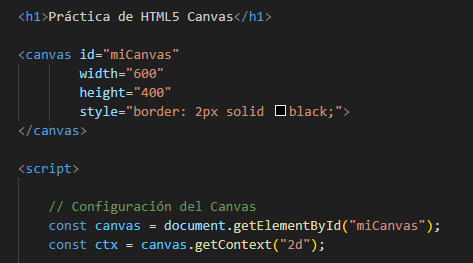 <h1>Práctica de HTML5 Canvas</h1>
<canvas id="miCanvas"
width="600"
height="400"
style="border: 2px solid black;">
</canvas>
<script>
// Configuración del Canvas
const canvas = document.getElementById("miCanvas");
const ctx = canvas.getContext("2d");